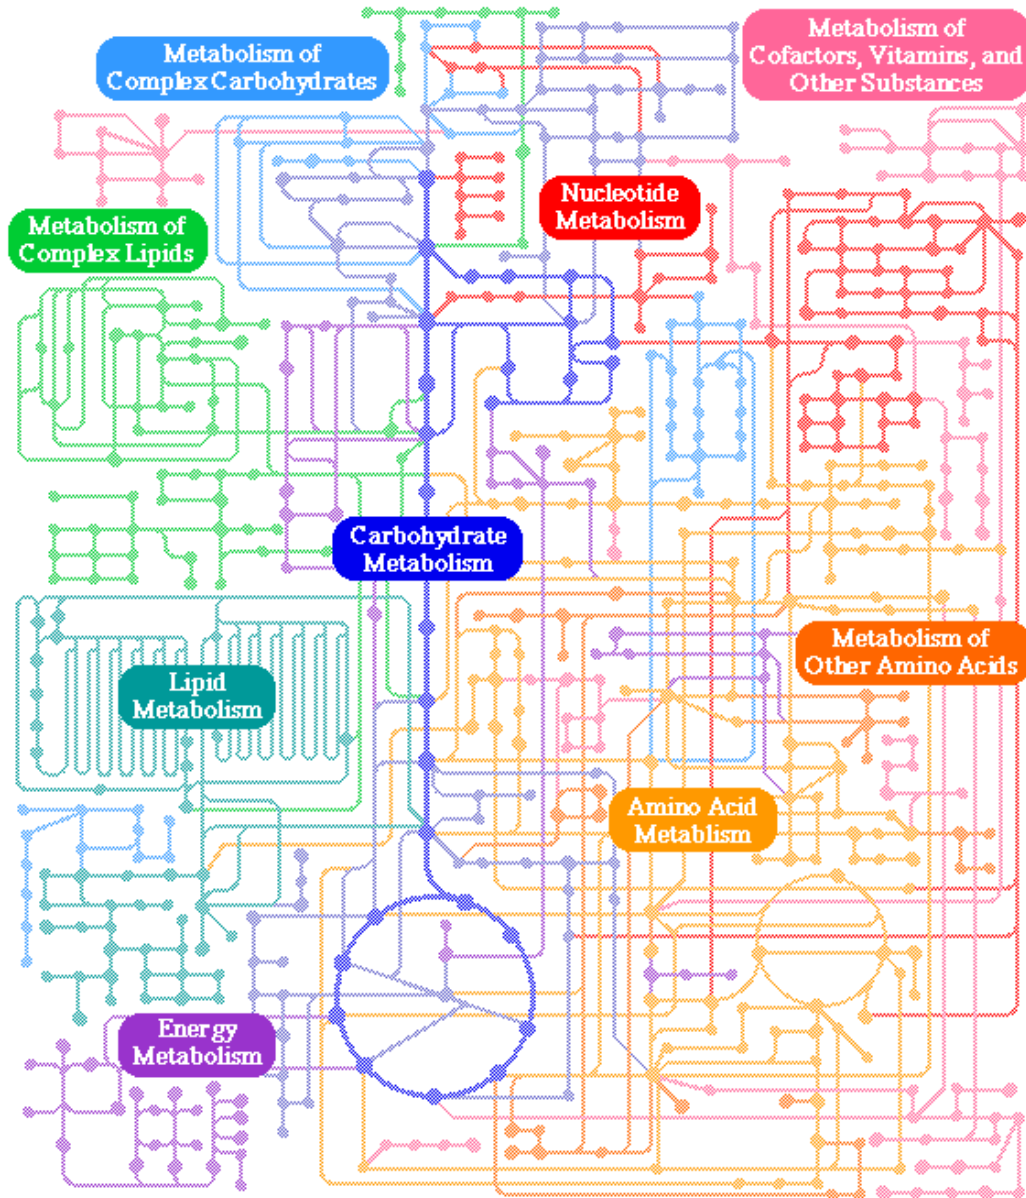 Metabolism of
Complex Carbohydrates
Metabolism of
Cofactors, Vitamins, and
Other Substances
Nucleotide
Metabolism
Metabolism of
Complex Lipids
Carbohydrate
Metabolism
Metabolism of
Other Amino Acids
Lipid
Metabolism
Amino Acid
Metablism
Energy
Metabolism